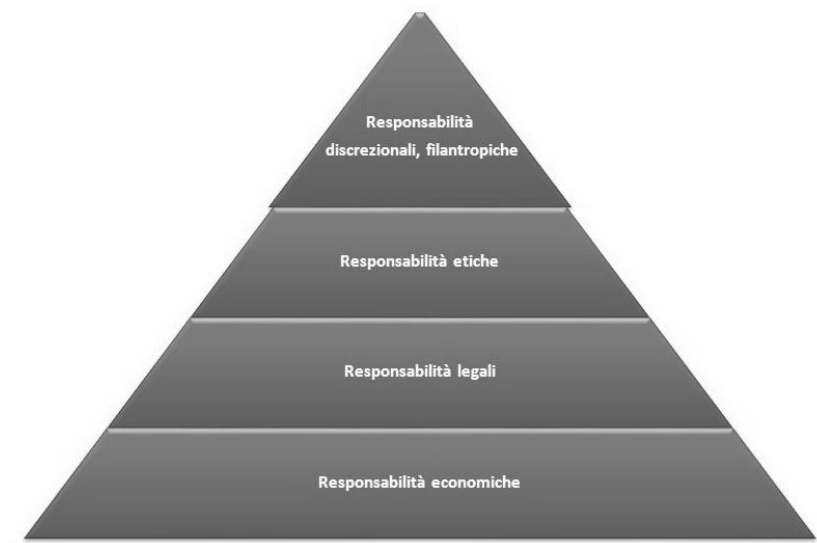 Responsabilità
discrezionali, filantropiche
Responsabilità etiche
Responsabilità legali
Responsabilità economiche